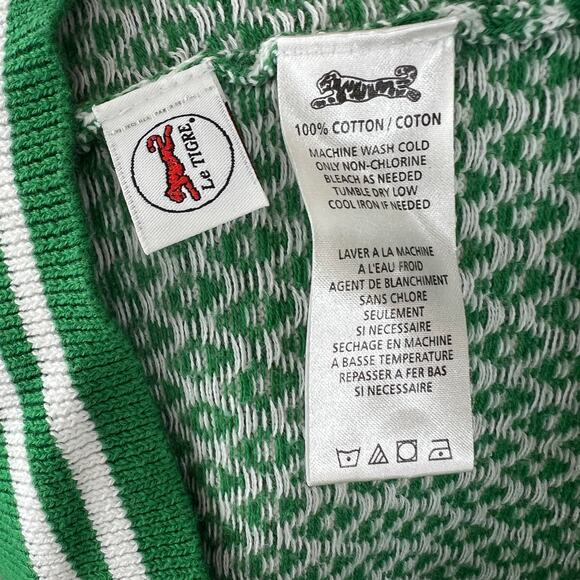 Le TIGRE.
100% COTTON / COTON
MACHINE WASH COLD
ONLY NON-CHLORINE
BLEACH AS NEEDED
TUMBLE DRY LOW
COOL IRON IF NEEDED
LAVER A LA MACHINE
A L'EAU FROID
AGENT DE BLANCHIMENT
SANS CHLORE
SEULEMENT
SI NECESSAIRE
SECHAGE EN MACHINE
A BASSE TEMPERATURE
REPASSER A FER BAS
SI NECESSAIRE